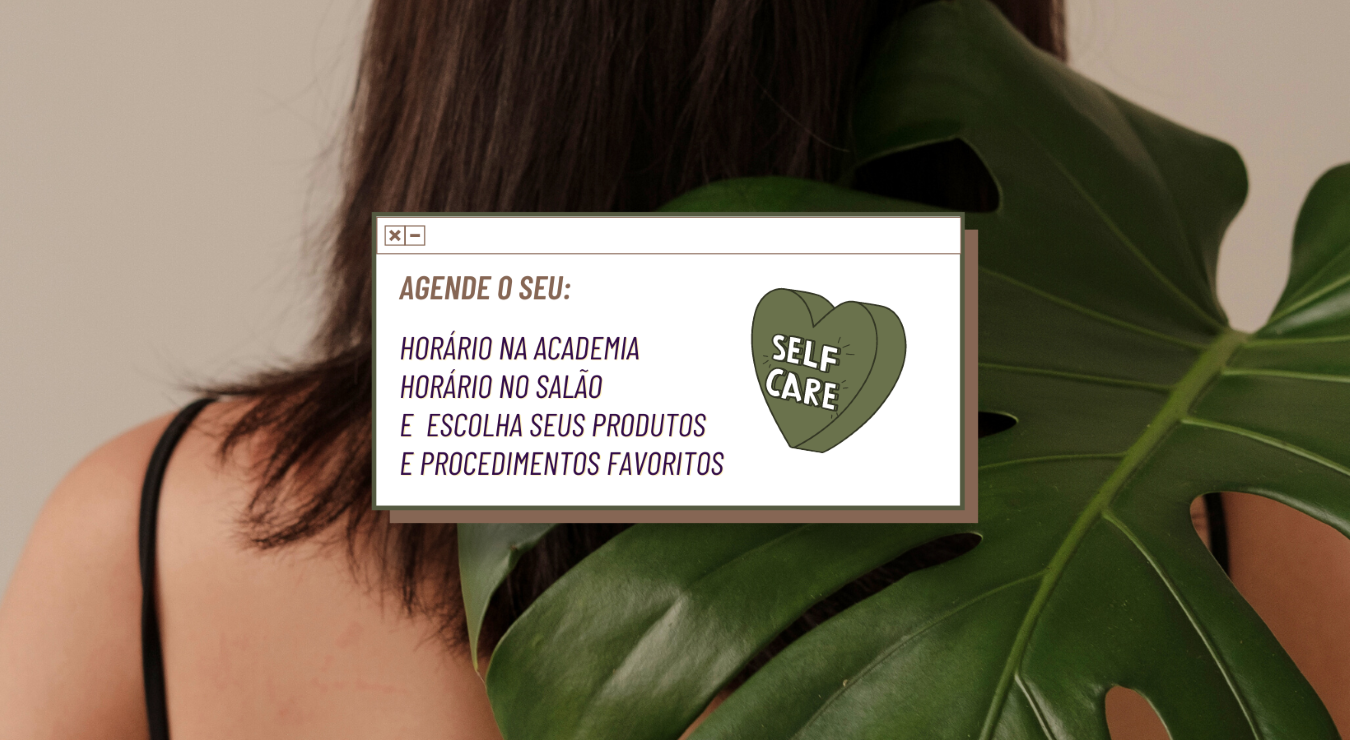 AGENDE O SEU:
HORÁRIO NA ACADEMIA
HORÁRIO NO SALÃO
E ESCOLHA SEUS PRODUTOS
E PROCEDIMENTOS FAVORITOS
SELF
CARE